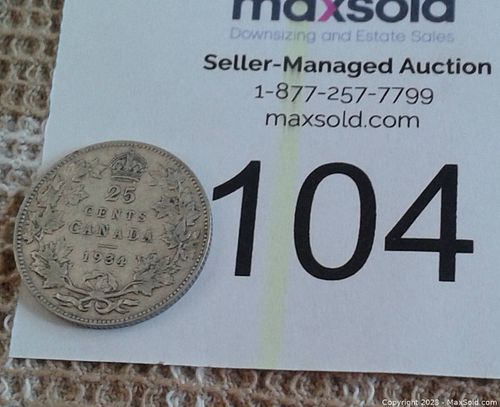 maxsold
Downsizing and Estate Sales
Seller-Managed Auction
1-877-257-7799
maxsold.com
104
25
CENTS
CANADA
1934
Copyright 2023 - MaxSold.com